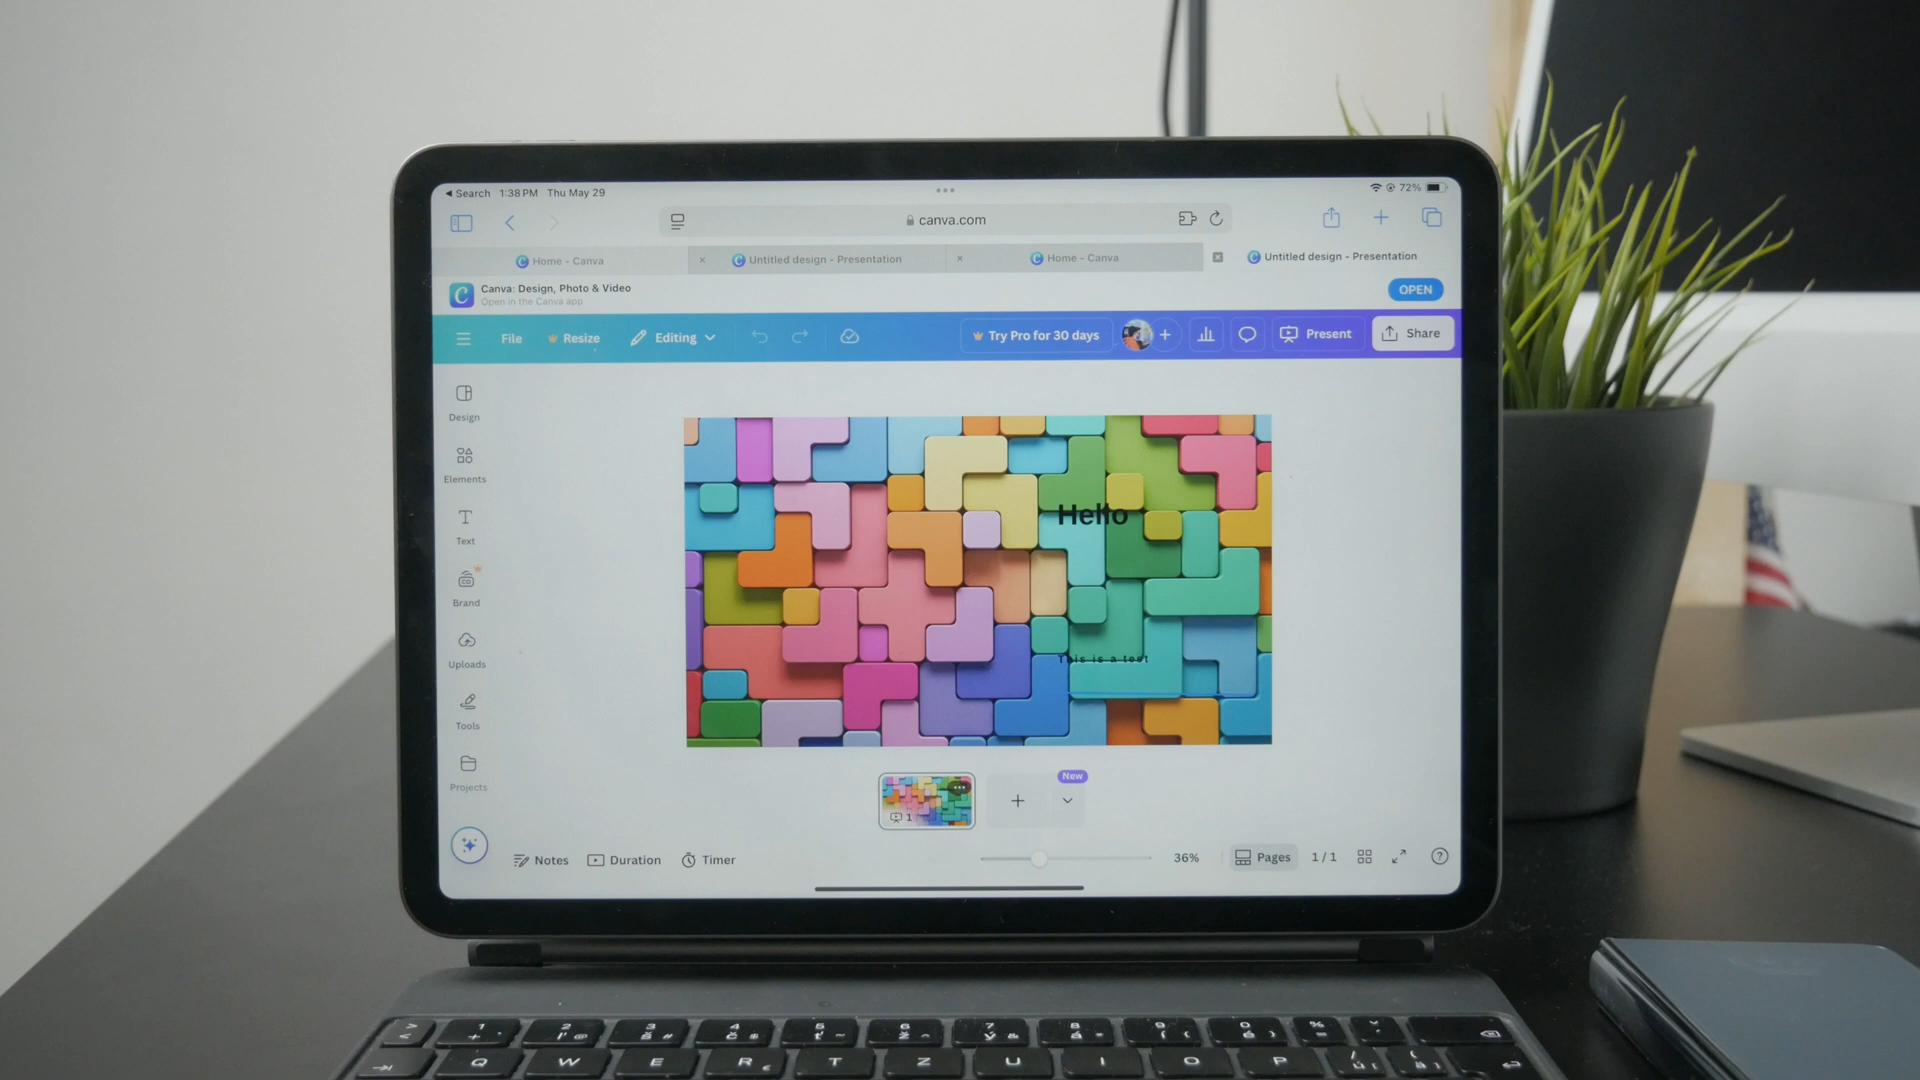 Search 1:38 PM Thu May 29
72%
canva.com
Home - Canva
Untitled design - Presentation
Home - Canva
Untitled design - Presentation
Canva: Design, Photo & Video
Open in the Canva app
OPEN
File
Resize
Editing
Try Pro for 30 days
Present
Share
Design
Elements
Text
Brand
Uploads
Tools
Projects
Hello
This is a test
1
New
Notes
Duration
Timer
36%
Pages
1 / 1
Q W E R T Z U I O P